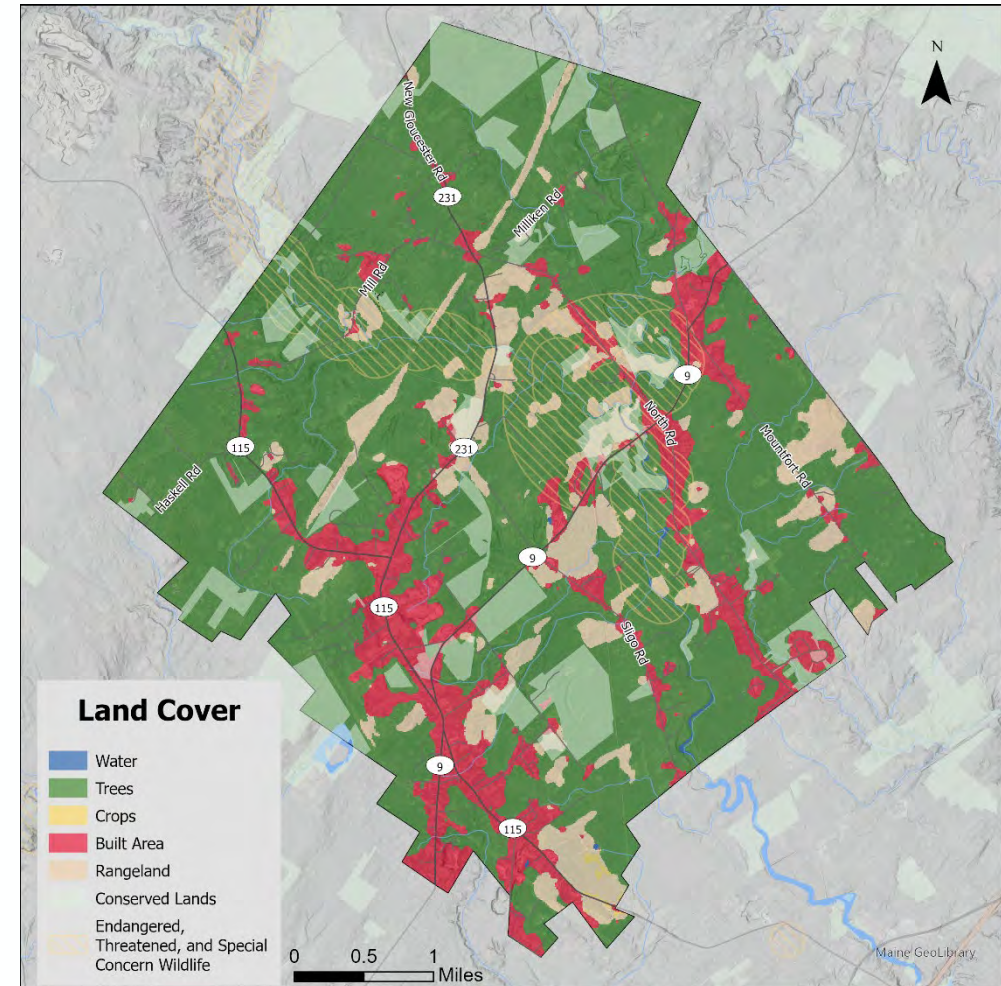 N
New Gloucester Rd
231
Milliken Rd
Mill Rd
9
North Rd
Mountfort Rd
115
231
Haskell Rd
9
115
Sligo Rd
9
115
Land Cover
Water
Trees
Crops
Built Area
Rangeland
Conserved Lands
Endangered,
Threatened, and Special
Concern Wildlife
0 0.5 1
Miles
Maine GeoLibrary